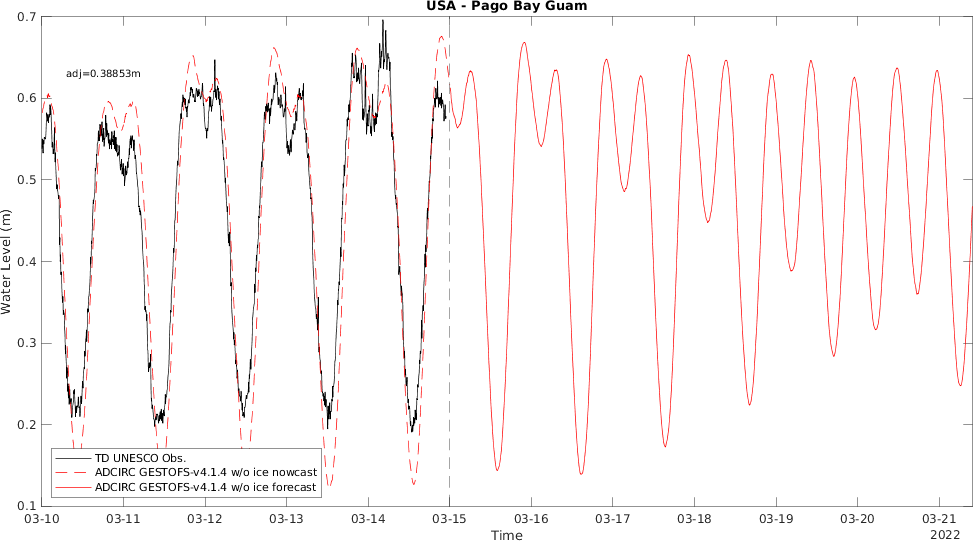 USA - Pago Bay Guam
0.7
adj=0.38853m
0.6
0.5
0.4
0.3
0.2
0.1
Water Level (m)
TD UNESCO Obs.
ADCIRC GESTOFS-v4.1.4 w/o ice nowcast
ADCIRC GESTOFS-v4.1.4 w/o ice forecast
03-10 03-11 03-12 03-13 03-14 03-15 03-16 03-17 03-18 03-19 03-20 03-21
Time
2022